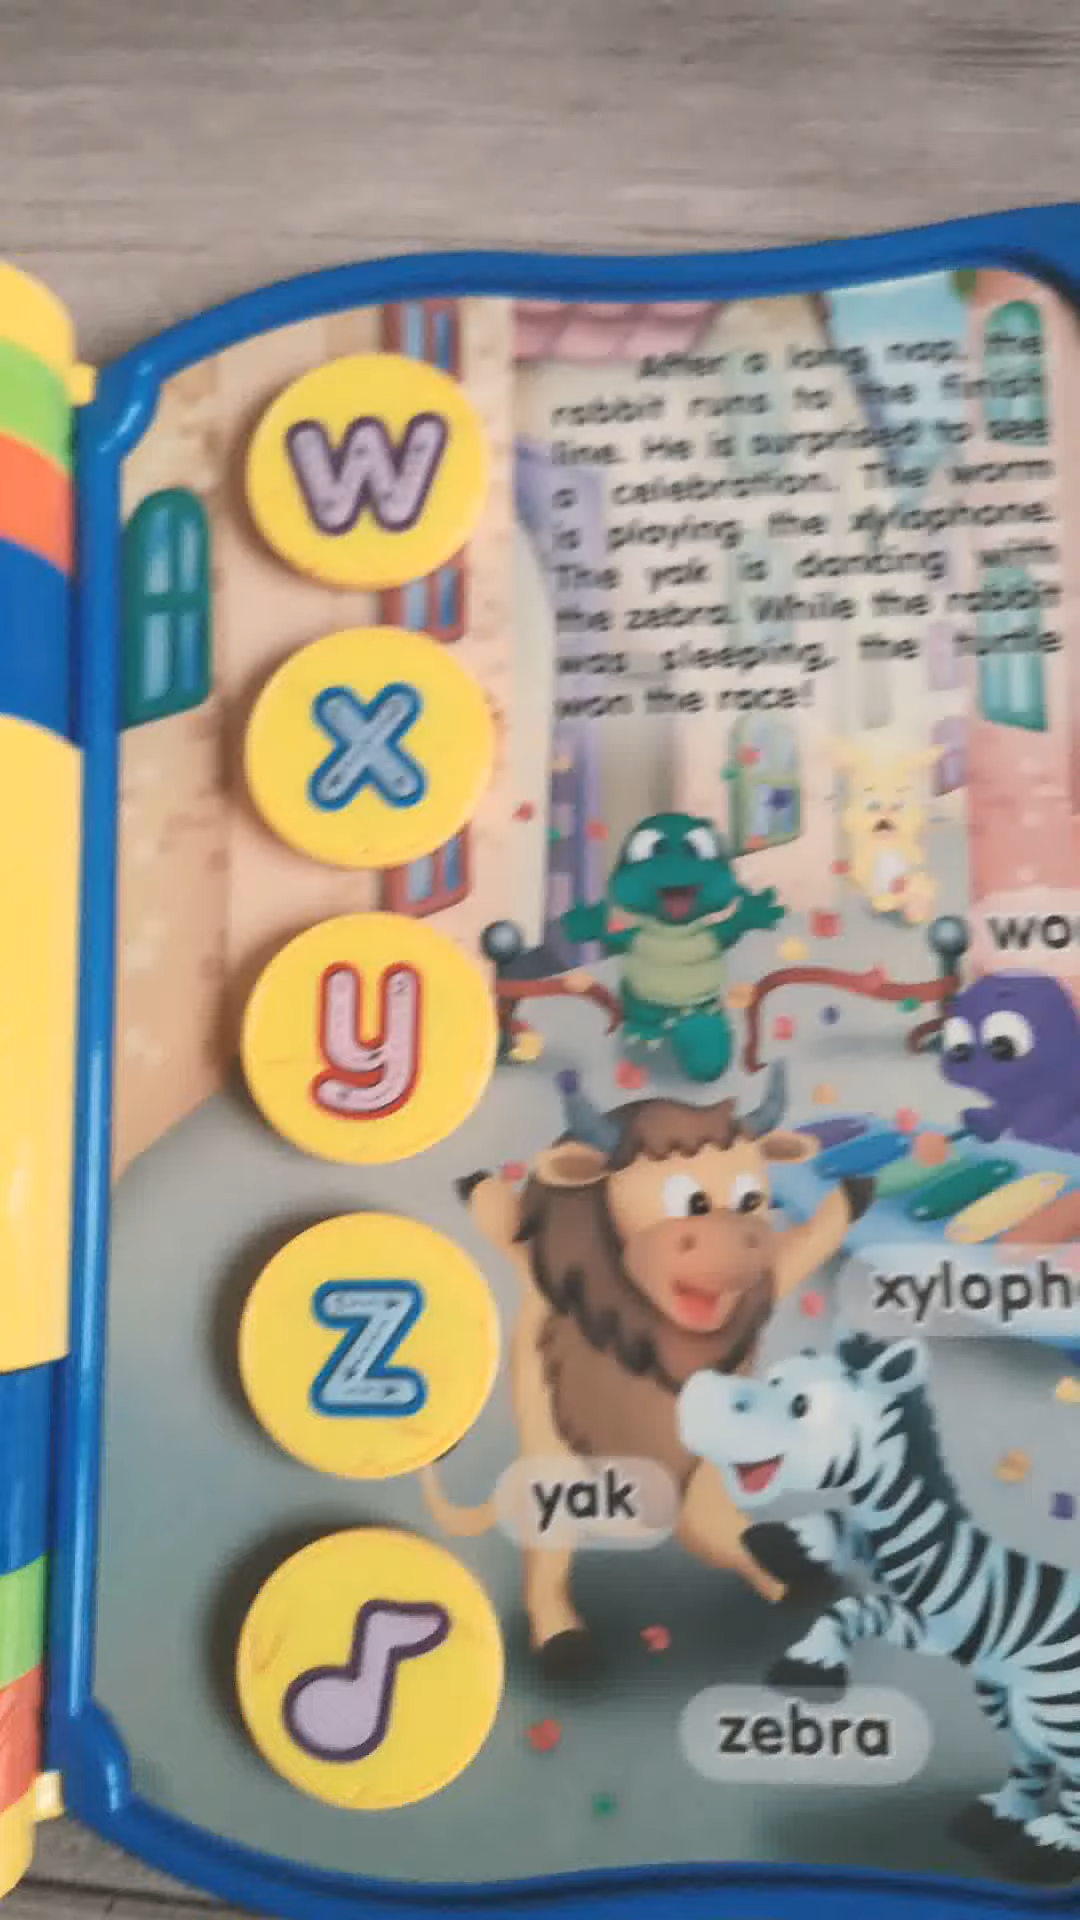 w
x
y
z
After a long nap, the
rabbit runs to the finish
line. He is surprised to see
a celebration. The worm
is playing the xylophone.
The yak is dancing with
the zebra. While the rabbit
was sleeping, the turtle
won the race!
wo
xyloph
yak
zebra